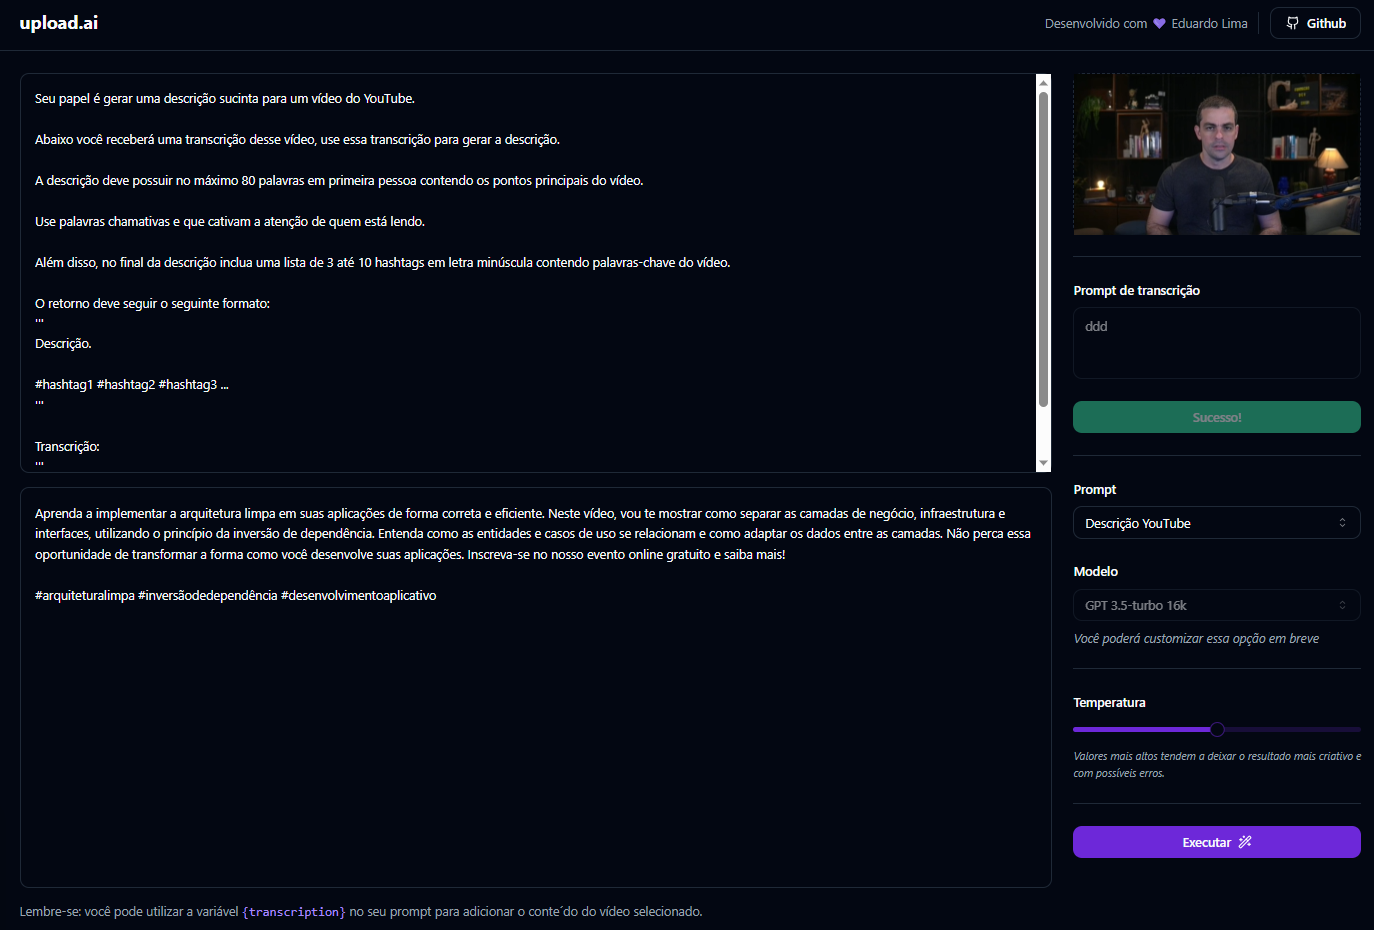 upload.ai
Desenvolvido com 💜 Eduardo Lima
Github
Seu papel é gerar uma descrição sucinta para um vídeo do YouTube.
Abaixo você receberá uma transcrição desse vídeo, use essa transcrição para gerar a descrição.
A descrição deve possuir no máximo 80 palavras em primeira pessoa contendo os pontos principais do vídeo.
Use palavras chamativas e que cativam a atenção de quem está lendo.
Além disso, no final da descrição inclua uma lista de 3 até 10 hashtags em letra minúscula contendo palavras-chave do vídeo.
O retorno deve seguir o seguinte formato:
'''
Descrição.
#hashtag1 #hashtag2 #hashtag3 ...
'''
Transcrição:
'''
Aprenda a implementar a arquitetura limpa em suas aplicações de forma correta e eficiente. Neste vídeo, vou te mostrar como separar as camadas de negócio, infraestrutura e
interfaces, utilizando o princípio da inversão de dependência. Entenda como as entidades e casos de uso se relacionam e como adaptar os dados entre as camadas. Não perca essa
oportunidade de transformar a forma como você desenvolve suas aplicações. Inscreva-se no nosso evento online gratuito e saiba mais!
#arquiteturalimpa #inversãodedependência #desenvolvimentoaplicativo
Lembre-se: você pode utilizar a variável {transcription} no seu prompt para adicionar o conte´do do vídeo selecionado.
Prompt de transcrição
ddd
Sucesso!
Prompt
Descrição YouTube
Modelo
GPT 3.5-turbo 16k
Você poderá customizar essa opção em breve
Temperatura
Valores mais altos tendem a deixar o resultado mais criativo e
com possíveis erros.
Executar